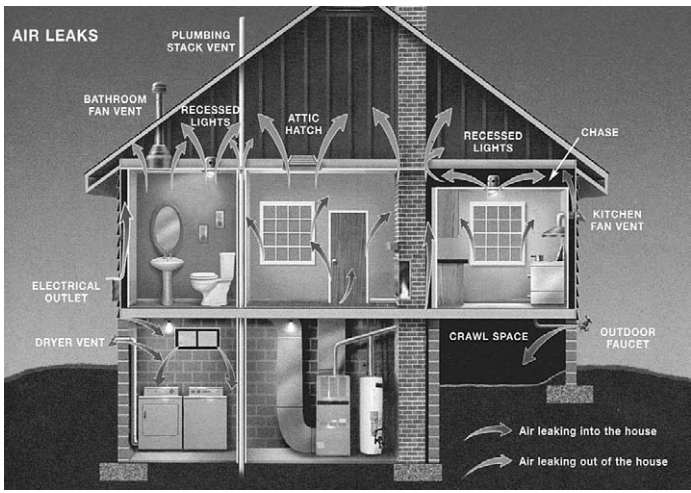 AIR LEAKS
PLUMBING
STACK VENT
BATHROOM
FAN VENT
RECESSED
LIGHTS
ATTIC
HATCH
RECESSED
LIGHTS
CHASE
KITCHEN
FAN VENT
ELECTRICAL
OUTLET
DRYER VENT
CRAWL SPACE
OUTDOOR
FAUCET
Air leaking into the house
Air leaking out of the house